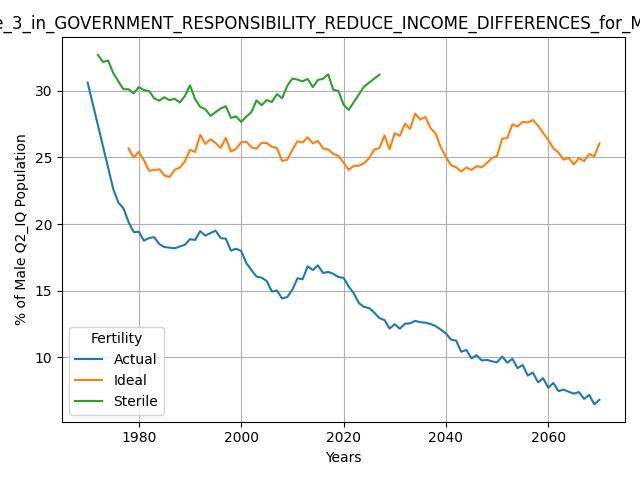 e_3_in_GOVERNMENT_RESPONSIBILITY_REDUCE_INCOME_DIFFERENCES_for_M
% of Male Q2_IQ Population
30
25
20
15
10
Fertility
Actual
Ideal
Sterile
1980 2000 2020 2040 2060
Years